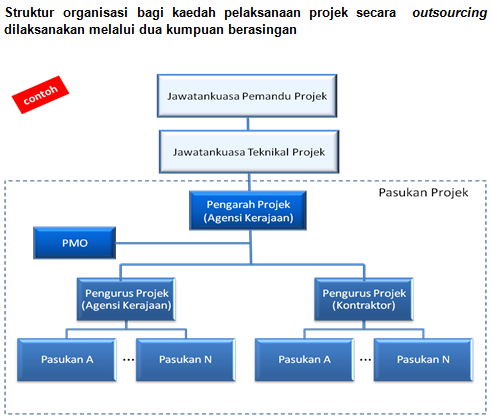 Struktur organisasi bagi kaedah pelaksanaan projek secara outsourcing
dilaksanakan melalui dua kumpuan berasingan
contoh
Jawatankuasa Pemandu Projek
Jawatankuasa Teknikal Projek
Pasukan Projek
Pengarah Projek
(Agensi Kerajaan)
PMO
Pengurus Projek
(Agensi Kerajaan)
Pengurus Projek
(Kontraktor)
Pasukan A
...
Pasukan N
Pasukan A
...
Pasukan N